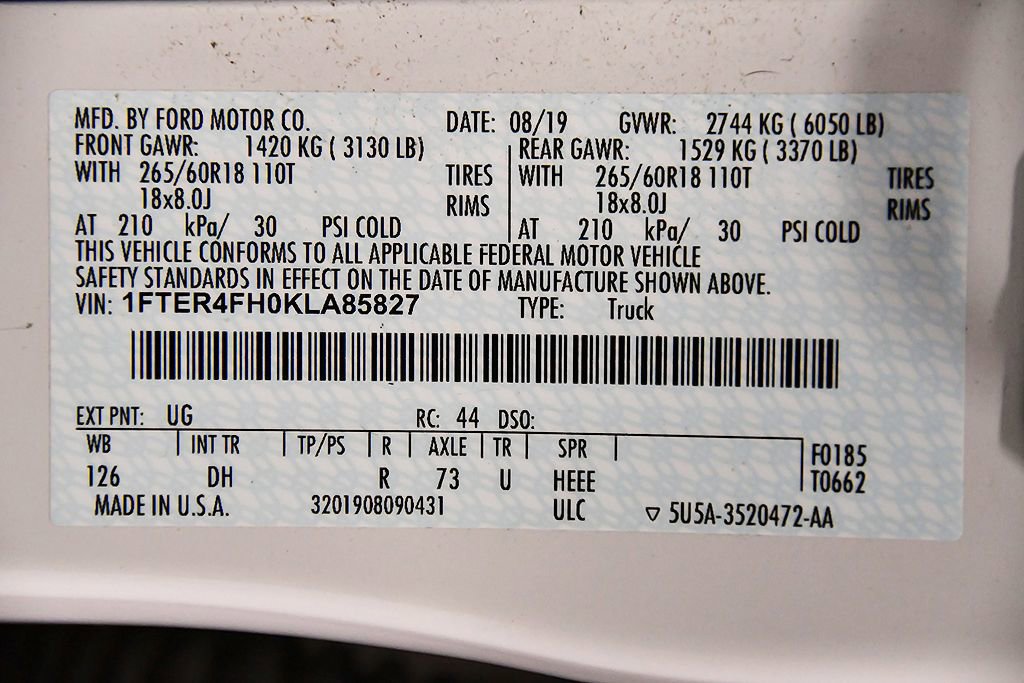 MFD. BY FORD MOTOR CO. DATE: 08/19 GVWR: 2744 KG ( 6050 LB)
FRONT GAWR: 1420 KG ( 3130 LB) REAR GAWR: 1529 KG ( 3370 LB)
WITH 265/60R18 110T TIRES WITH 265/60R18 110T TIRES
18x8.0J RIMS 18x8.0J RIMS
AT 210 kPa/ 30 PSI COLD AT 210 kPa/ 30 PSI COLD
THIS VEHICLE CONFORMS TO ALL APPLICABLE FEDERAL MOTOR VEHICLE
SAFETY STANDARDS IN EFFECT ON THE DATE OF MANUFACTURE SHOWN ABOVE.
VIN: 1FTER4FH0KLA85827 TYPE: Truck
EXT PNT: UG RC: 44 DSO:
WB INT TR TP/PS R AXLE TR SPR F0185
126 DH R 73 U HEEE T0662
MADE IN U.S.A. 3201908090431 ULC ▽ 5U5A-3520472-AA